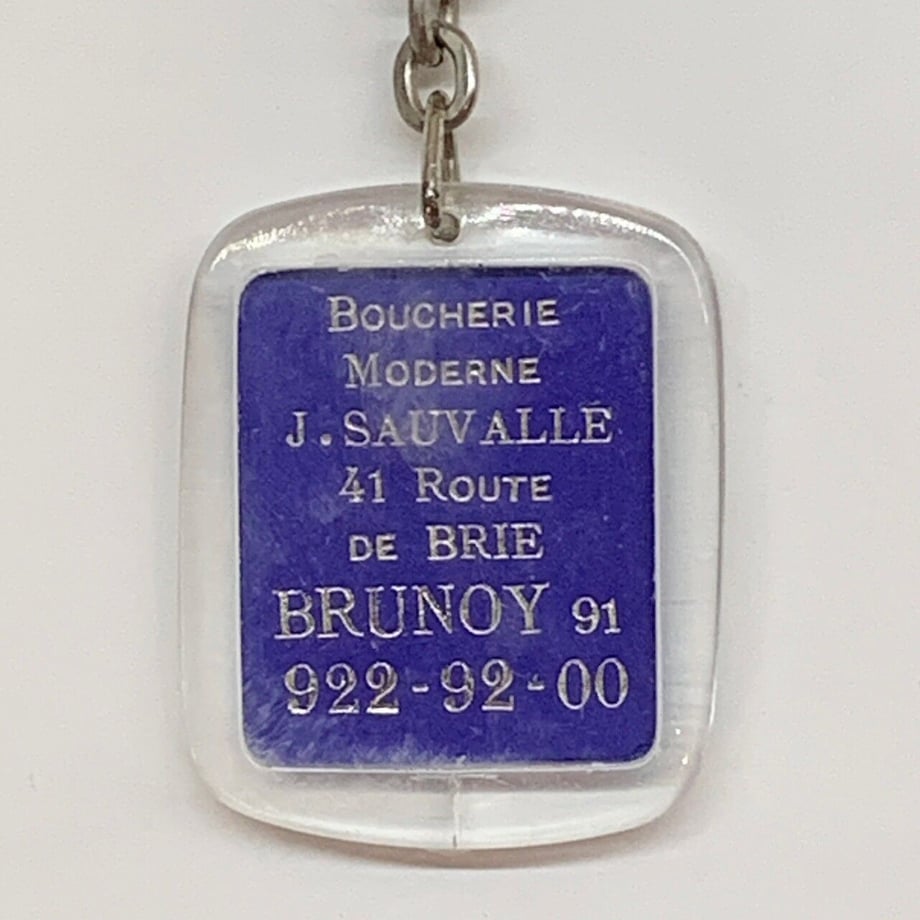 BOUCHERIE
MODERNE
J.SAUVALLE
41 ROUTE
DE BRIE
BRUNOY 91
922-92-00